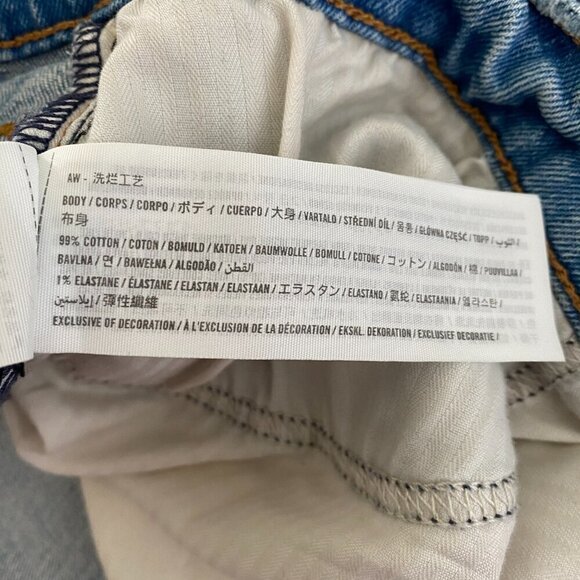 AW - 洗烂工艺
BODY / CORPS / CORPO / ボディ / CUERPO / 大身 / VARTALO / STŘEDNÍ DÍL / 몸통 / GŁÓWNA CZĘŚĆ / TOPP / الثوب /
布身
99% COTTON / COTON / BOMULD / KATOEN / BAUMWOLLE / BOMULL / COTONE / コットン / ALGODÓN / 棉 / PUUVILLAA /
BAVLNA / 면 / BAWEŁNA / ALGODÃO / القطن /
1% ELASTANE / ÉLASTANE / ELASTAN / ELASTAAN / エラスタン / ELASTANO / 氨纶 / ELASTAANIA / 엘라스탄 /
إيلاستين / 彈性纖維
EXCLUSIVE OF DECORATION / À L'EXCLUSION DE LA DÉCORATION / EKSKL. DEKORATION / EXCLUSIEF DECORATIE /